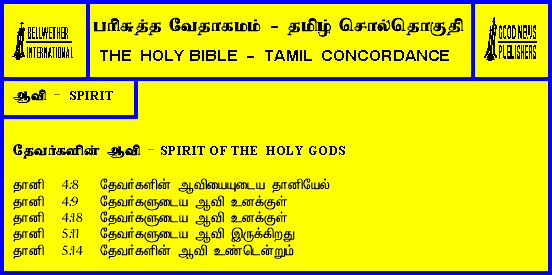 BELLWETHER
INTERNATIONAL
பரிசுத்த வேதாகமம் - தமிழ் சொல்தொகுதி
THE HOLY BIBLE - TAMIL CONCORDANCE
GOOD NEWS
PUBLISHERS
ஆவி - SPIRIT
தேவர்களின் ஆவி - SPIRIT OF THE HOLY GODS
தானி 4:8 தேவர்களின் ஆவியையுடைய தானியேல்
தானி 4:9 தேவர்களுடைய ஆவி உனக்குள்
தானி 4:18 தேவர்களுடைய ஆவி உனக்குள்
தானி 5:11 தேவர்களுடைய ஆவி இருக்கிறது
தானி 5:14 தேவர்களின் ஆவி உண்டென்றும்